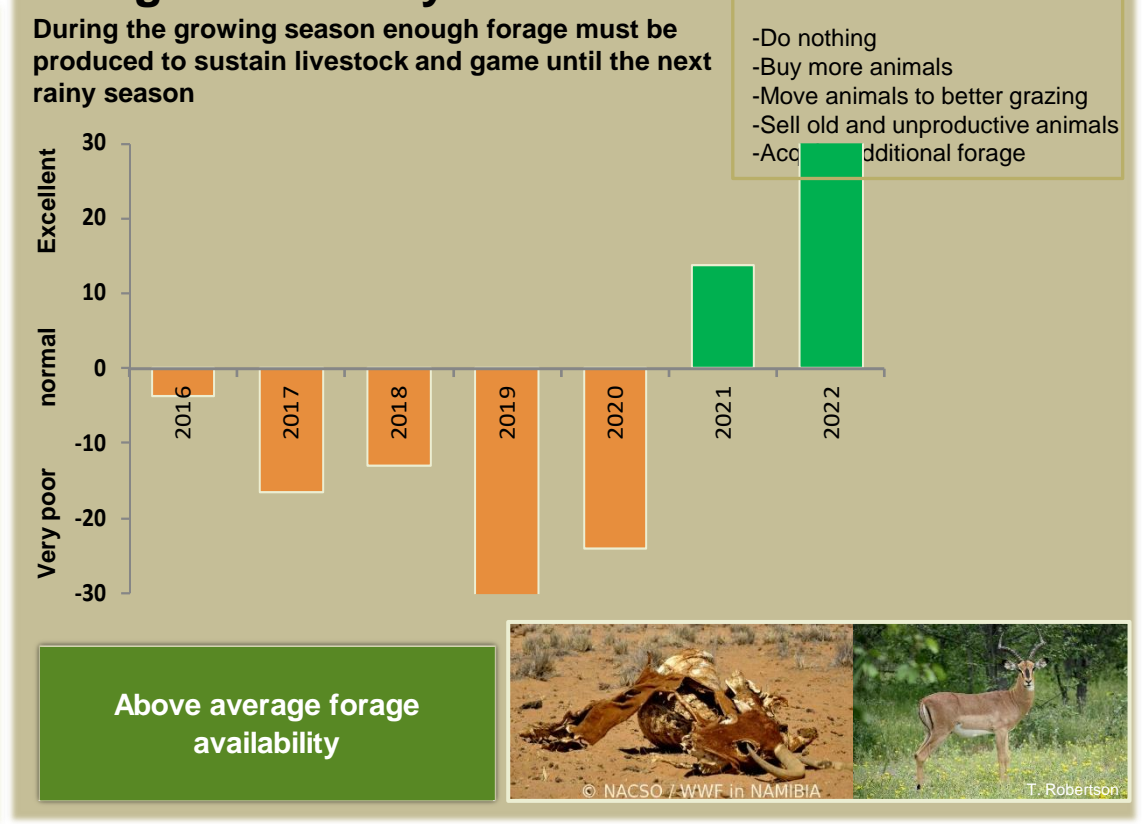 During the growing season enough forage must be
produced to sustain livestock and game until the next
rainy season
-Do nothing
-Buy more animals
-Move animals to better grazing
-Sell old and unproductive animals
forage
Excellent
normal
Very poor
30
20
10
0
-10
-20
-30
2016
2017
2018
2019
2020
2021
2022
Above average forage
availability
© NACSO / WWF in NAMIBIA
T. Robertson